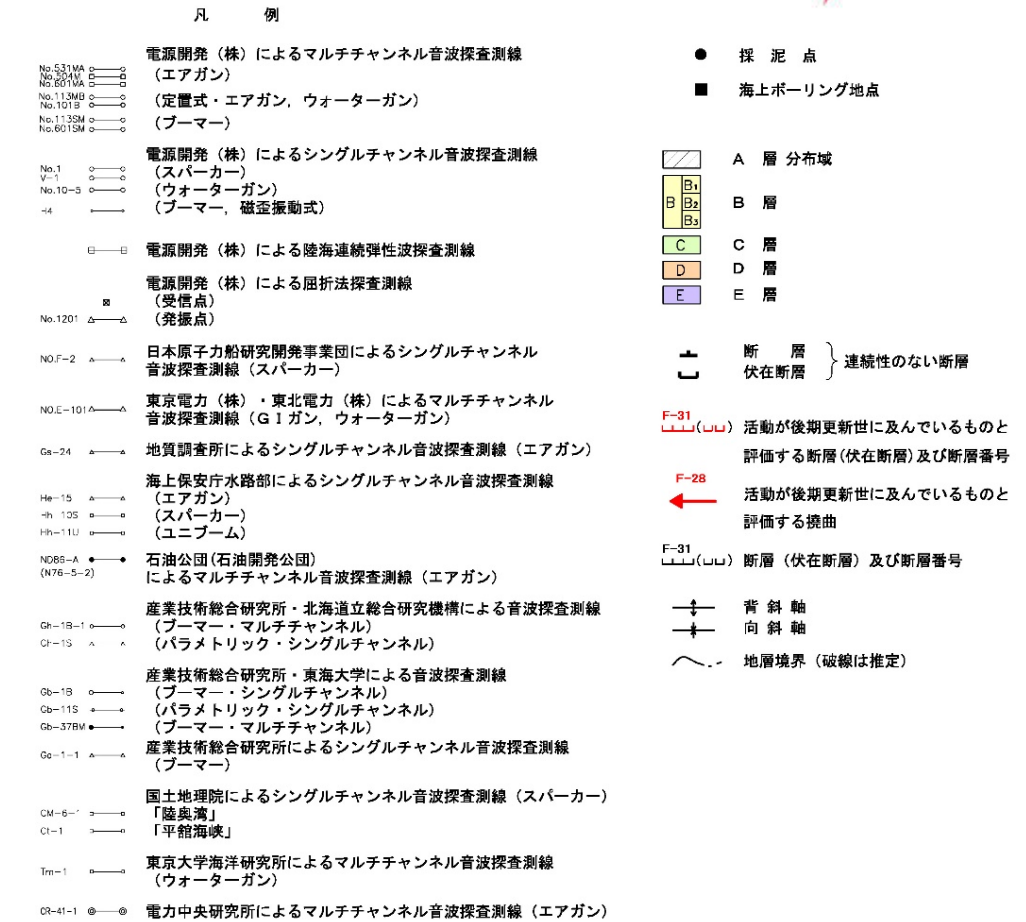 凡　例
電源開発（株）によるマルチチャンネル音波探査測線
No.531MA
No.504M
No.601MA
（エアガン）
No.113MB
No.101B
（定置式・エアガン，ウォーターガン）
No.113SM
No.601SM
（ブーマー）
電源開発（株）によるシングルチャンネル音波探査測線
No.1
V-1
（スパーカー）
No.10-5
（ウォーターガン）
（ブーマー，磁歪振動式）
電源開発（株）による陸海連続弾性波探査測線
電源開発（株）による屈折法探査測線
（受信点）
No.1201
（発振点）
NO.F-2
日本原子力船研究開発事業団によるシングルチャンネル
音波探査測線（スパーカー）
NO.E-101
東京電力（株）・東北電力（株）によるマルチチャンネル
音波探査測線（ＧＩガン，ウォーターガン）
Gs-24
地質調査所によるシングルチャンネル音波探査測線（エアガン）
海上保安庁水路部によるシングルチャンネル音波探査測線
He-15
（エアガン）
（スパーカー）
Hh-11U
（ユニブーム）
石油公団(石油開発公団)
(N76-5-2)
によるマルチチャンネル音波探査測線（エアガン）
産業技術総合研究所・北海道立総合研究機構による音波探査測線
Gh-1B-1
（ブーマー・マルチチャンネル）
（パラメトリック・シングルチャンネル）
産業技術総合研究所・東海大学による音波探査測線
Gb-1B
（ブーマー・シングルチャンネル）
Gb-11S
（パラメトリック・シングルチャンネル）
Gb-37BM
（ブーマー・マルチチャンネル）
産業技術総合研究所によるシングルチャンネル音波探査測線
（ブーマー）
国土地理院によるシングルチャンネル音波探査測線（スパーカー）
「陸奥湾」
Ct-1
「平舘海峡」
Trn-1
東京大学海洋研究所によるマルチチャンネル音波探査測線
（ウォーターガン）
CR-41-1
電力中央研究所によるマルチチャンネル音波探査測線（エアガン）
採泥点
海上ボーリング地点
A 層 分布域
B B1 B2 B3
B 層
C
C 層
D
D 層
E
E 層
断　層
伏在断層
連続性のない断層
F-31
活動が後期更新世に及んでいるものと
評価する断層(伏在断層)及び断層番号
F-28
活動が後期更新世に及んでいるものと
評価する撓曲
F-31
断層（伏在断層）及び断層番号
背斜軸
向斜軸
地層境界（破線は推定）